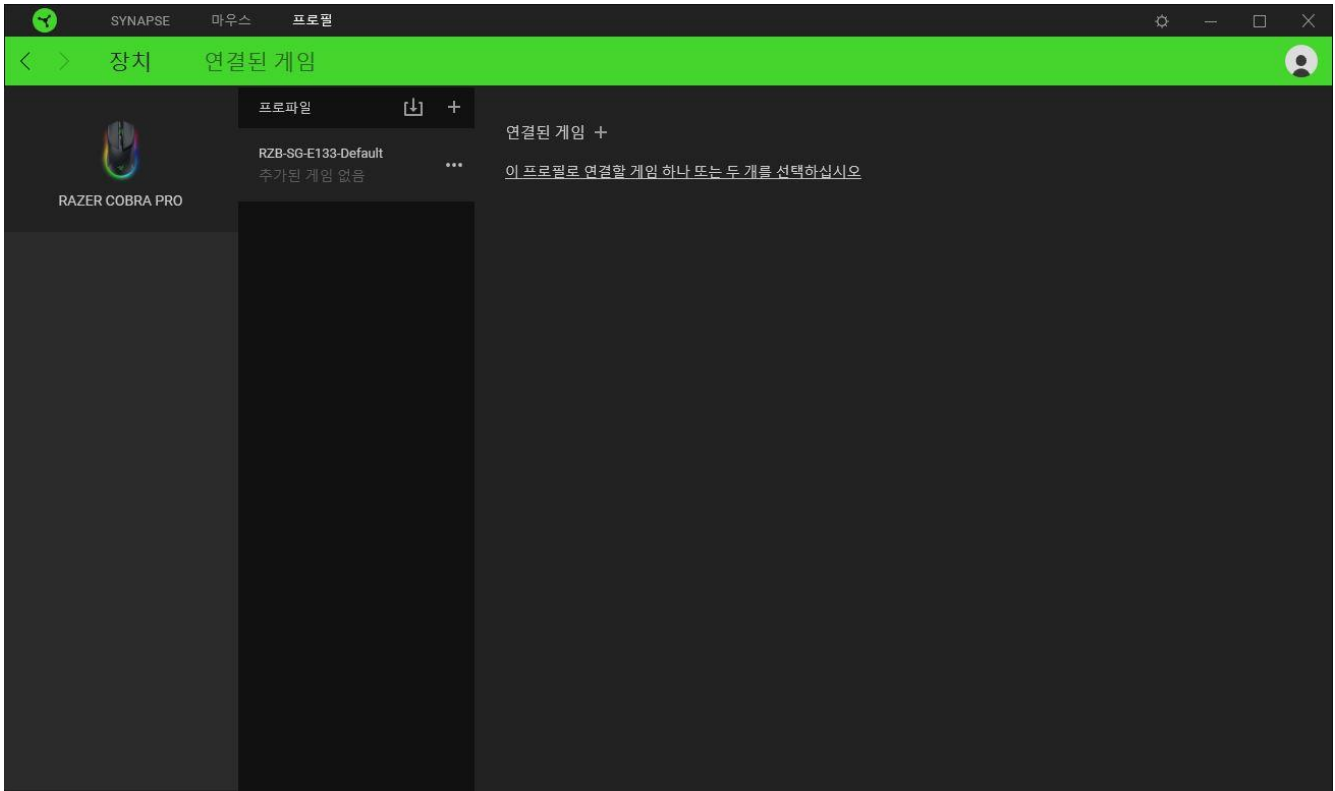 SYNAPSE 마우스 프로필
장치 연결된 게임
RAZER COBRA PRO
프로파일
RZB-SG-E133-Default
추가된 게임 없음
연결된 게임
이 프로필로 연결할 게임 하나 또는 두 개를 선택하십시오